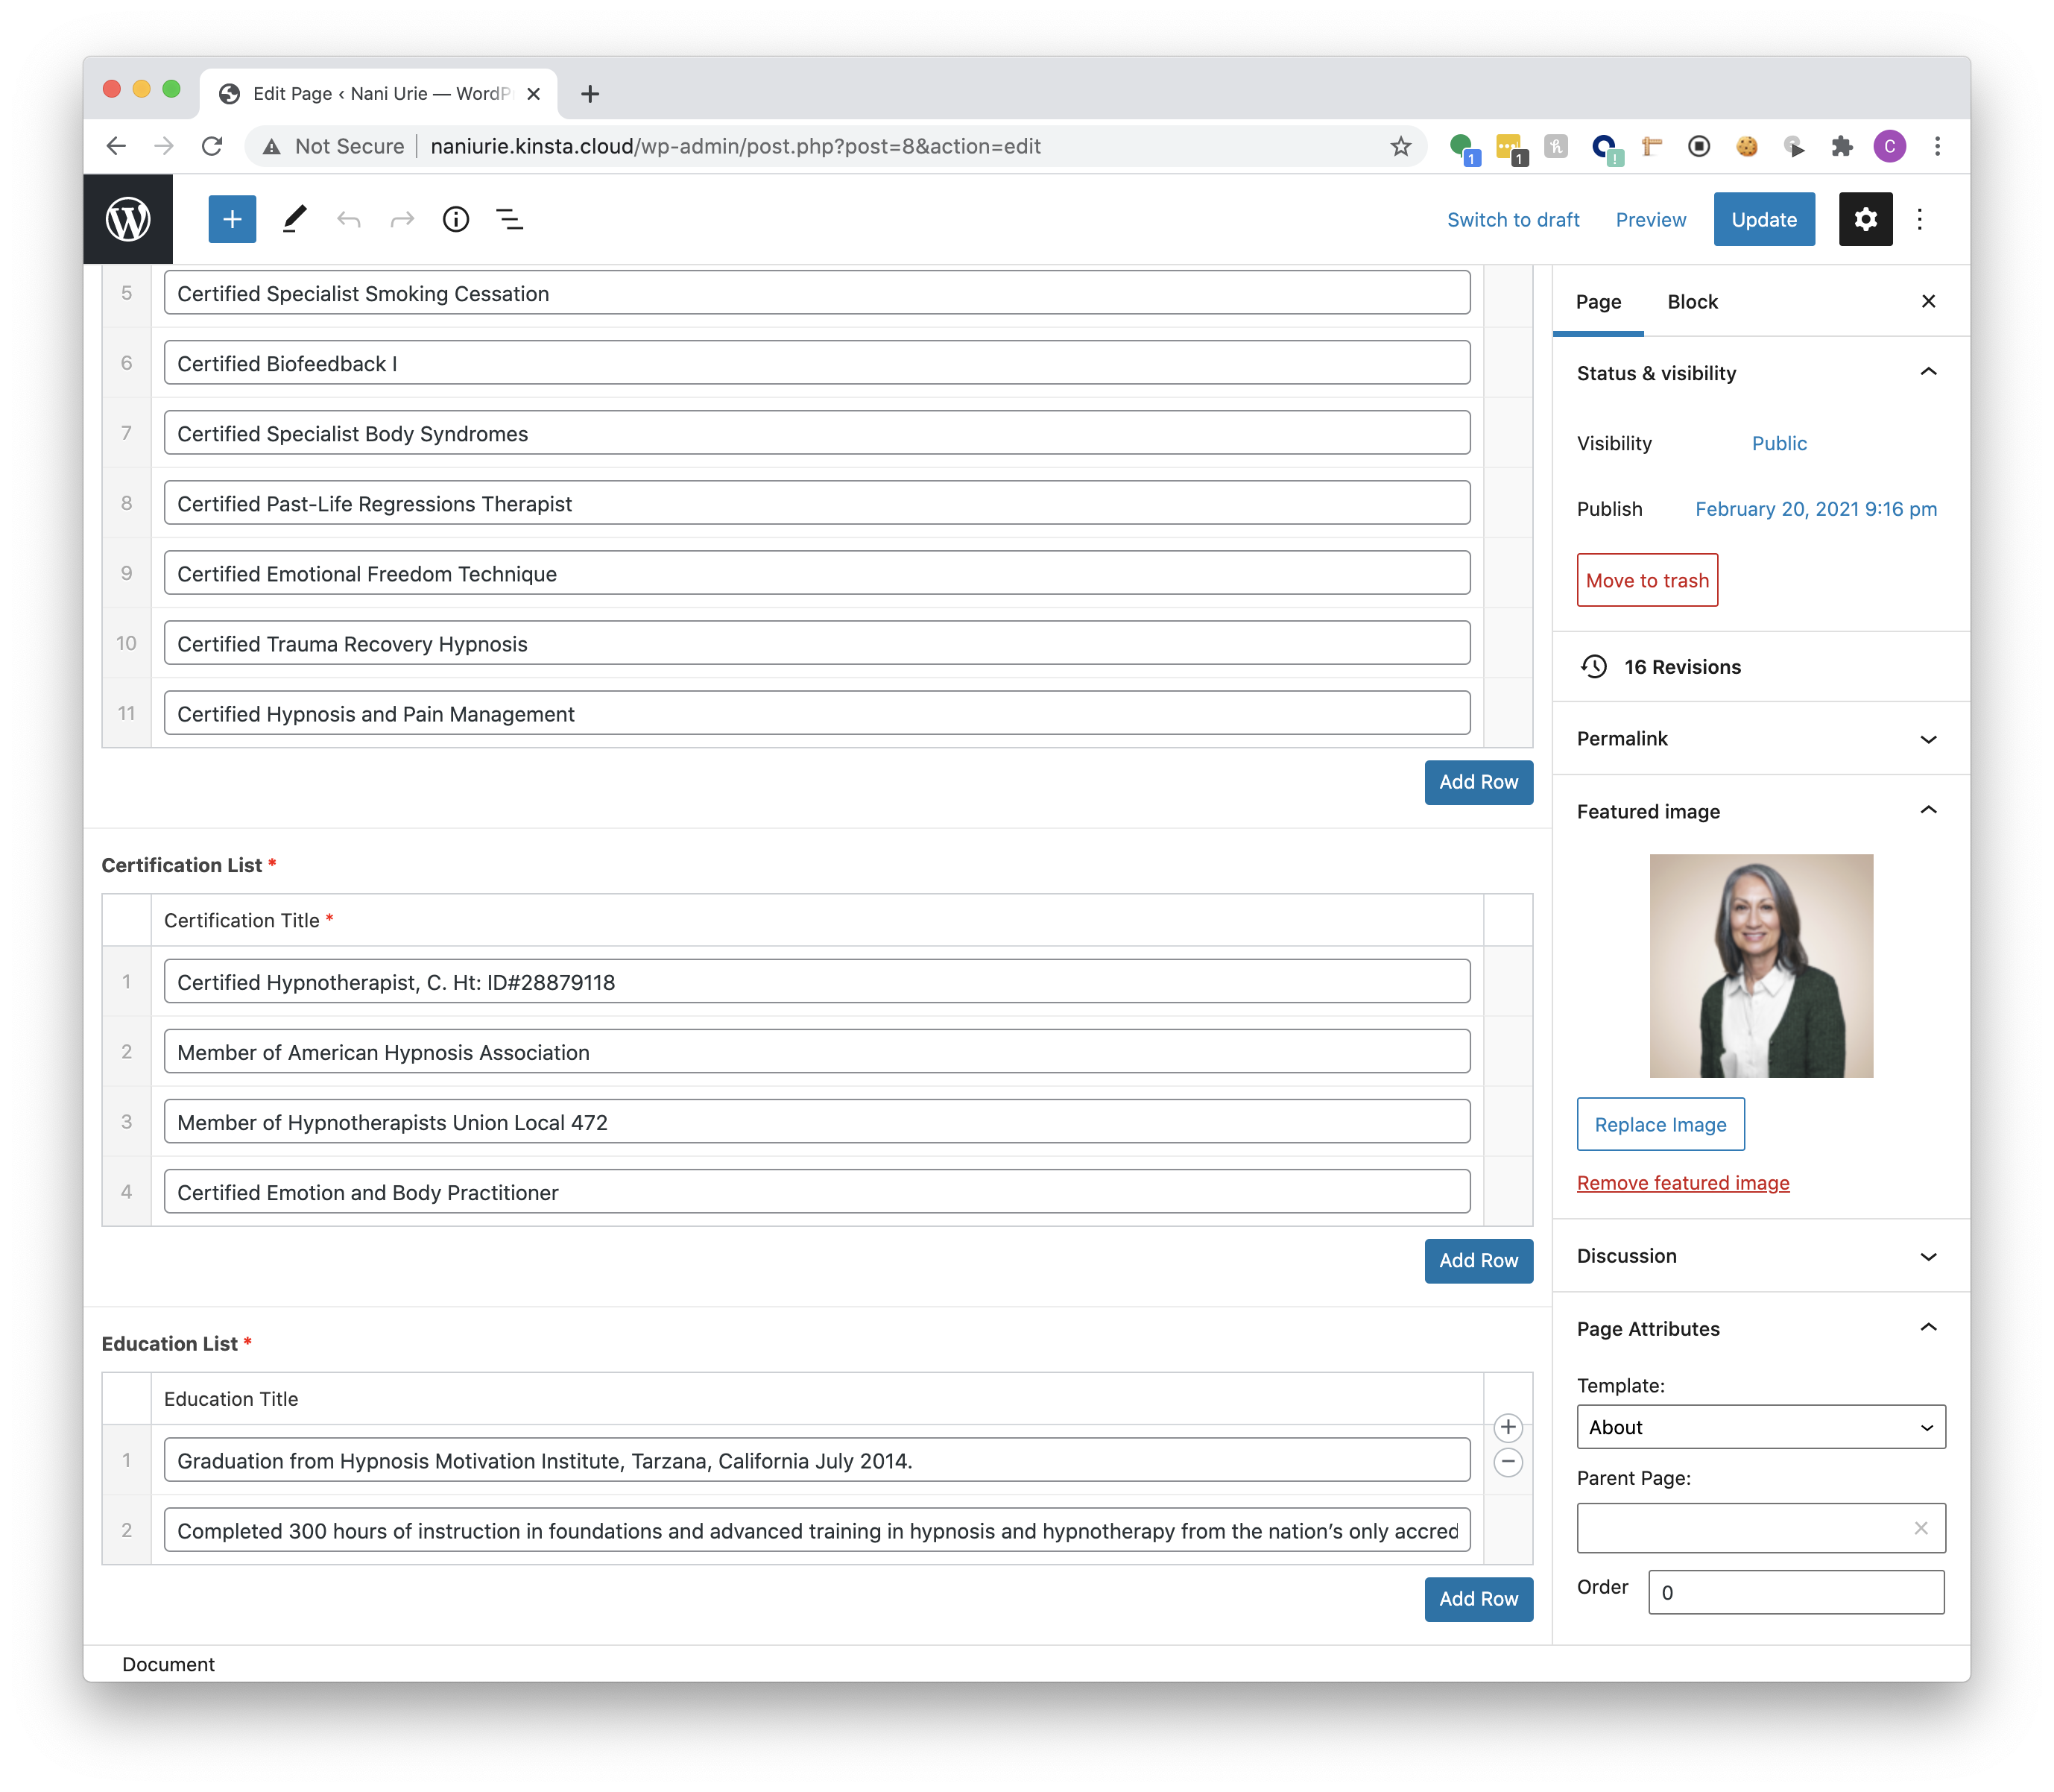 Edit Page ‹ Nani Urie — WordP
Not Secure
naniurie.kinsta.cloud/wp-admin/post.php?post=8&action=edit
1
1
!
C
Switch to draft
Preview
Update
5
Certified Specialist Smoking Cessation
6
Certified Biofeedback I
7
Certified Specialist Body Syndromes
8
Certified Past-Life Regressions Therapist
9
Certified Emotional Freedom Technique
10
Certified Trauma Recovery Hypnosis
11
Certified Hypnosis and Pain Management
Add Row
Certification List *
Certification Title *
1
Certified Hypnotherapist, C. Ht: ID#28879118
2
Member of American Hypnosis Association
3
Member of Hypnotherapists Union Local 472
4
Certified Emotion and Body Practitioner
Add Row
Education List *
Education Title
1
Graduation from Hypnosis Motivation Institute, Tarzana, California July 2014.
2
Completed 300 hours of instruction in foundations and advanced training in hypnosis and hypnotherapy from the nation’s only accred
Add Row
Document
Page
Block
Status & visibility
Visibility
Public
Publish
February 20, 2021 9:16 pm
Move to trash
16 Revisions
Permalink
Featured image
Replace Image
Remove featured image
Discussion
Page Attributes
Template:
About
Parent Page:
Order
0